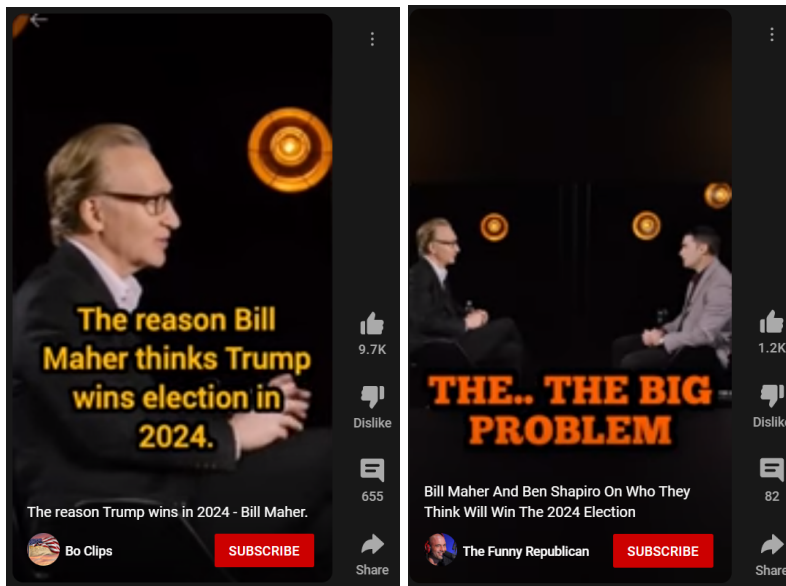 The reason Bill
Maher thinks Trump
wins election in
2024.
9.7K
Dislike
655
The reason Trump wins in 2024 - Bill Maher.
Bo Clips
SUBSCRIBE
Share
THE.. THE BIG
PROBLEM
1.2K
Dislike
82
Bill Maher And Ben Shapiro On Who They
Think Will Win The 2024 Election
The Funny Republican
SUBSCRIBE
Share